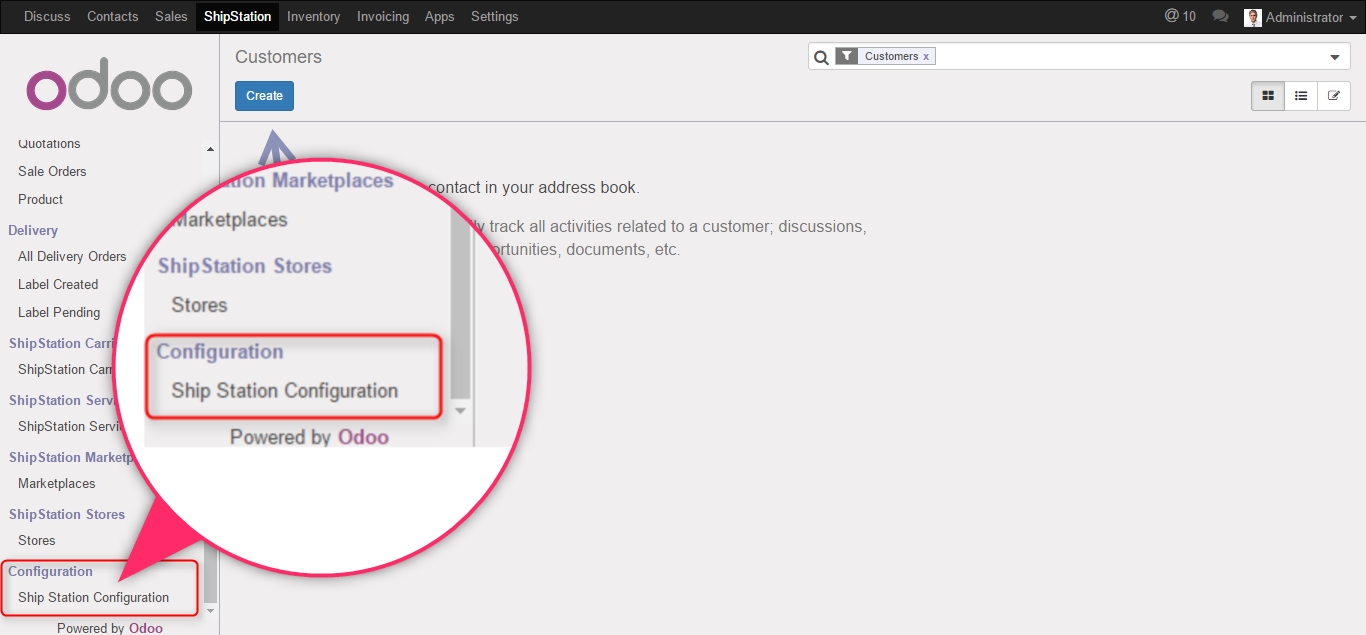 Discuss Contacts Sales ShipStation Inventory Invoicing Apps Settings @ 10 Administrator
odoo
Customers
Customers x
Create
Quotations
Sale Orders
Product
Delivery
All Delivery Orders
Label Created
Label Pending
ShipStation Carri
ShipStation Carr
ShipStation Servi
ShipStation Servi
ShipStation Marketp
Marketplaces
ShipStation Stores
Stores
Configuration
Ship Station Configuration
Powered by Odoo
tion Marketplaces
Marketplaces
ShipStation Stores
Stores
Configuration
Ship Station Configuration
Powered by Odoo
contact in your address book.
ly track all activities related to a customer; discussions,
ortunities, documents, etc.